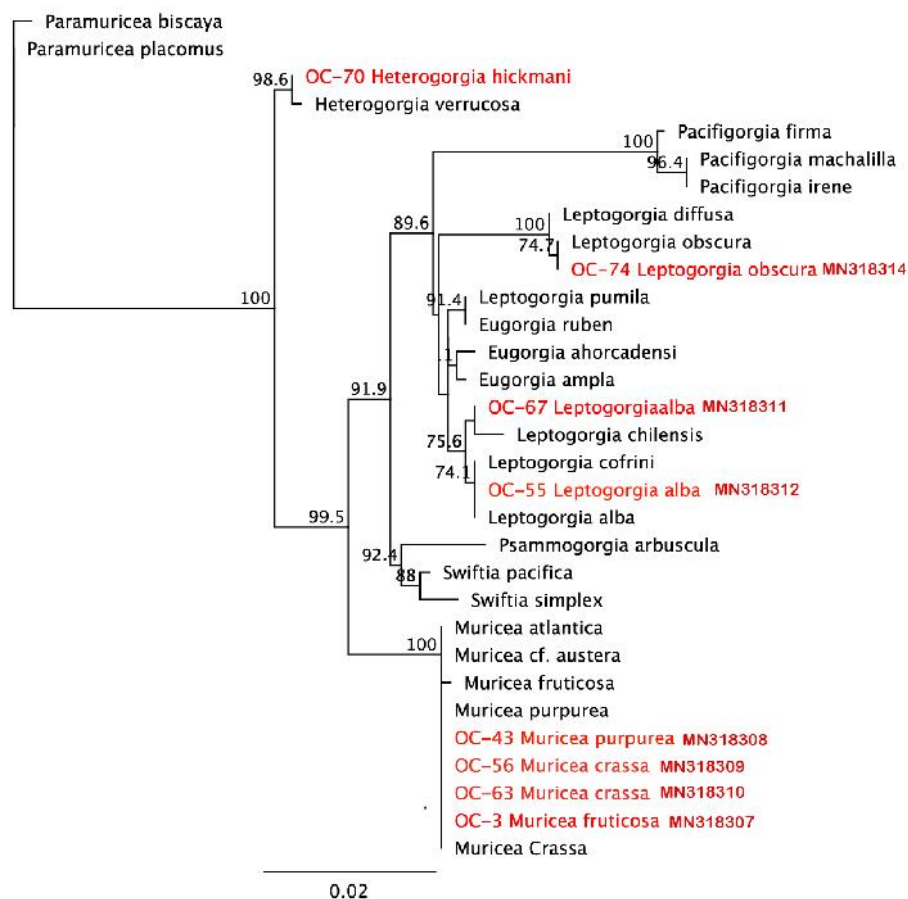 Paramuricea biscaya
Paramuricea placomus
98.6
OC-70 Heterogorgia hickmani
Heterogorgia verrucosa
Pacifigorgia firma
100
96.4
Pacifigorgia machalilla
Pacifigorgia irene
Leptogorgia diffusa
89.6
100
74.7
Leptogorgia obscura
OC-74 Leptogorgia obscura MN318314
100
91.4
Leptogorgia pumila
Eugorgia ruben
Eugorgia ahorcadensi
Eugorgia ampla
91.9
OC-67 Leptogorgiaalba MN318311
75.6
Leptogorgia chilensis
74.1
Leptogorgia cofrini
OC-55 Leptogorgia alba MN318312
99.5
Leptogorgia alba
92.4
Psammogorgia arbuscula
88
Swiftia pacifica
Swiftia simplex
Muricea atlantica
100
Muricea cf. austera
Muricea fruticosa
Muricea purpurea
OC-43 Muricea purpurea MN318308
OC-56 Muricea crassa MN318309
OC-63 Muricea crassa MN318310
OC-3 Muricea fruticosa MN318307
Muricea Crassa
0.02